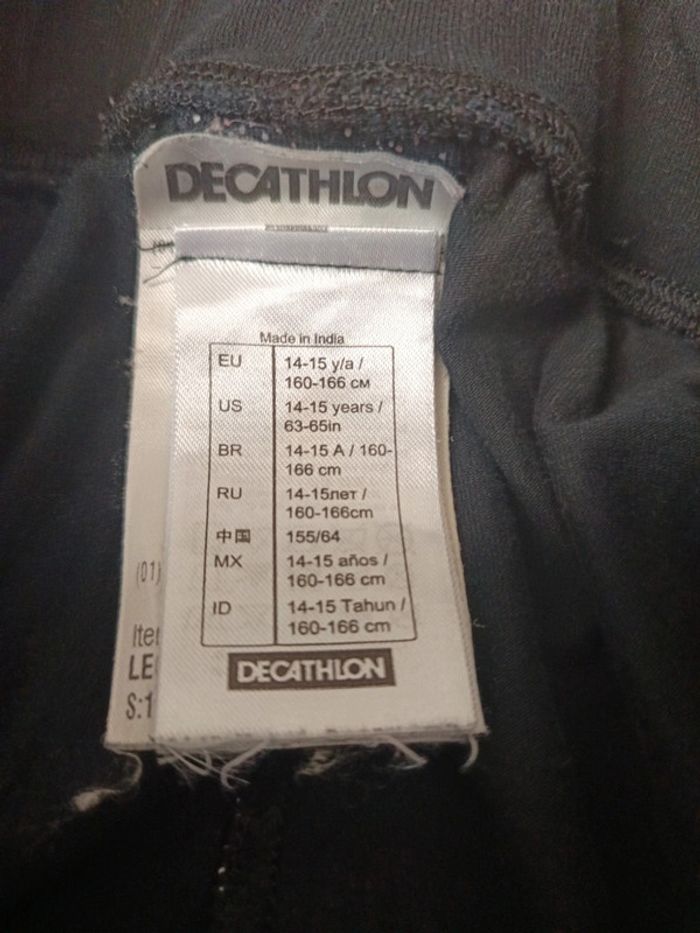 DECATHLON
Made in India
EU 14-15 y/a /
160-166 см
US 14-15 years /
63-65in
BR 14-15 A / 160-
166 cm
RU 14-15лет /
160-166cm
中国 155/64
MX 14-15 años /
160-166 cm
ID 14-15 Tahun /
160-166 cm
DECATHLON
(01)